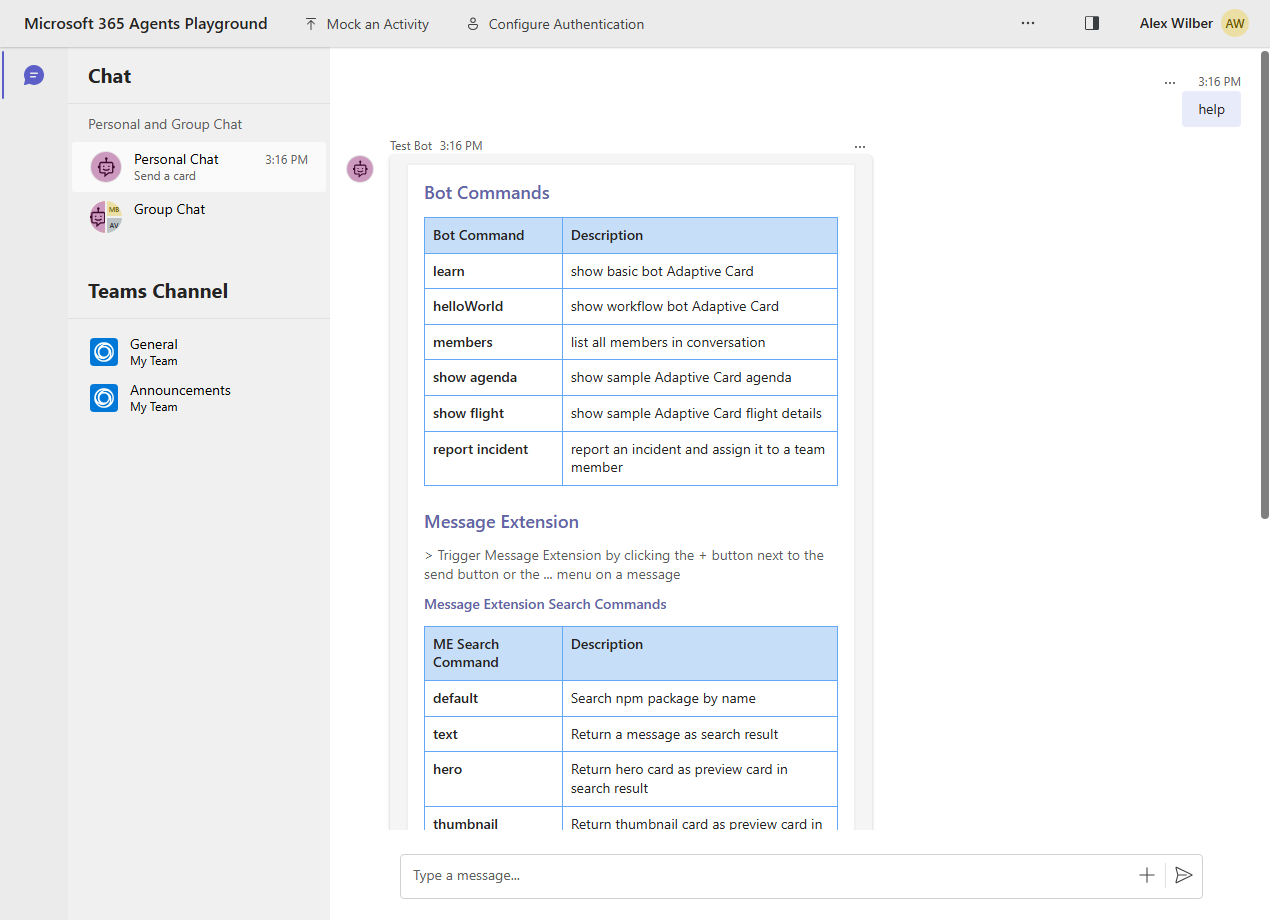 Microsoft 365 Agents Playground
Mock an Activity
Configure Authentication
Alex Wilber
AW
Chat
Personal and Group Chat
Personal Chat
3:16 PM
Send a card
Group Chat
MB
AV
Teams Channel
General
My Team
Announcements
My Team
3:16 PM
help
Test Bot 3:16 PM
Bot Commands
Bot Command Description
learn show basic bot Adaptive Card
helloWorld show workflow bot Adaptive Card
members list all members in conversation
show agenda show sample Adaptive Card agenda
show flight show sample Adaptive Card flight details
report incident report an incident and assign it to a team
member
Message Extension
> Trigger Message Extension by clicking the + button next to the
send button or the ... menu on a message
Message Extension Search Commands
ME Search Description
Command
default Search npm package by name
text Return a message as search result
hero Return hero card as preview card in
search result
thumbnail Return thumbnail card as preview card in
Type a message...